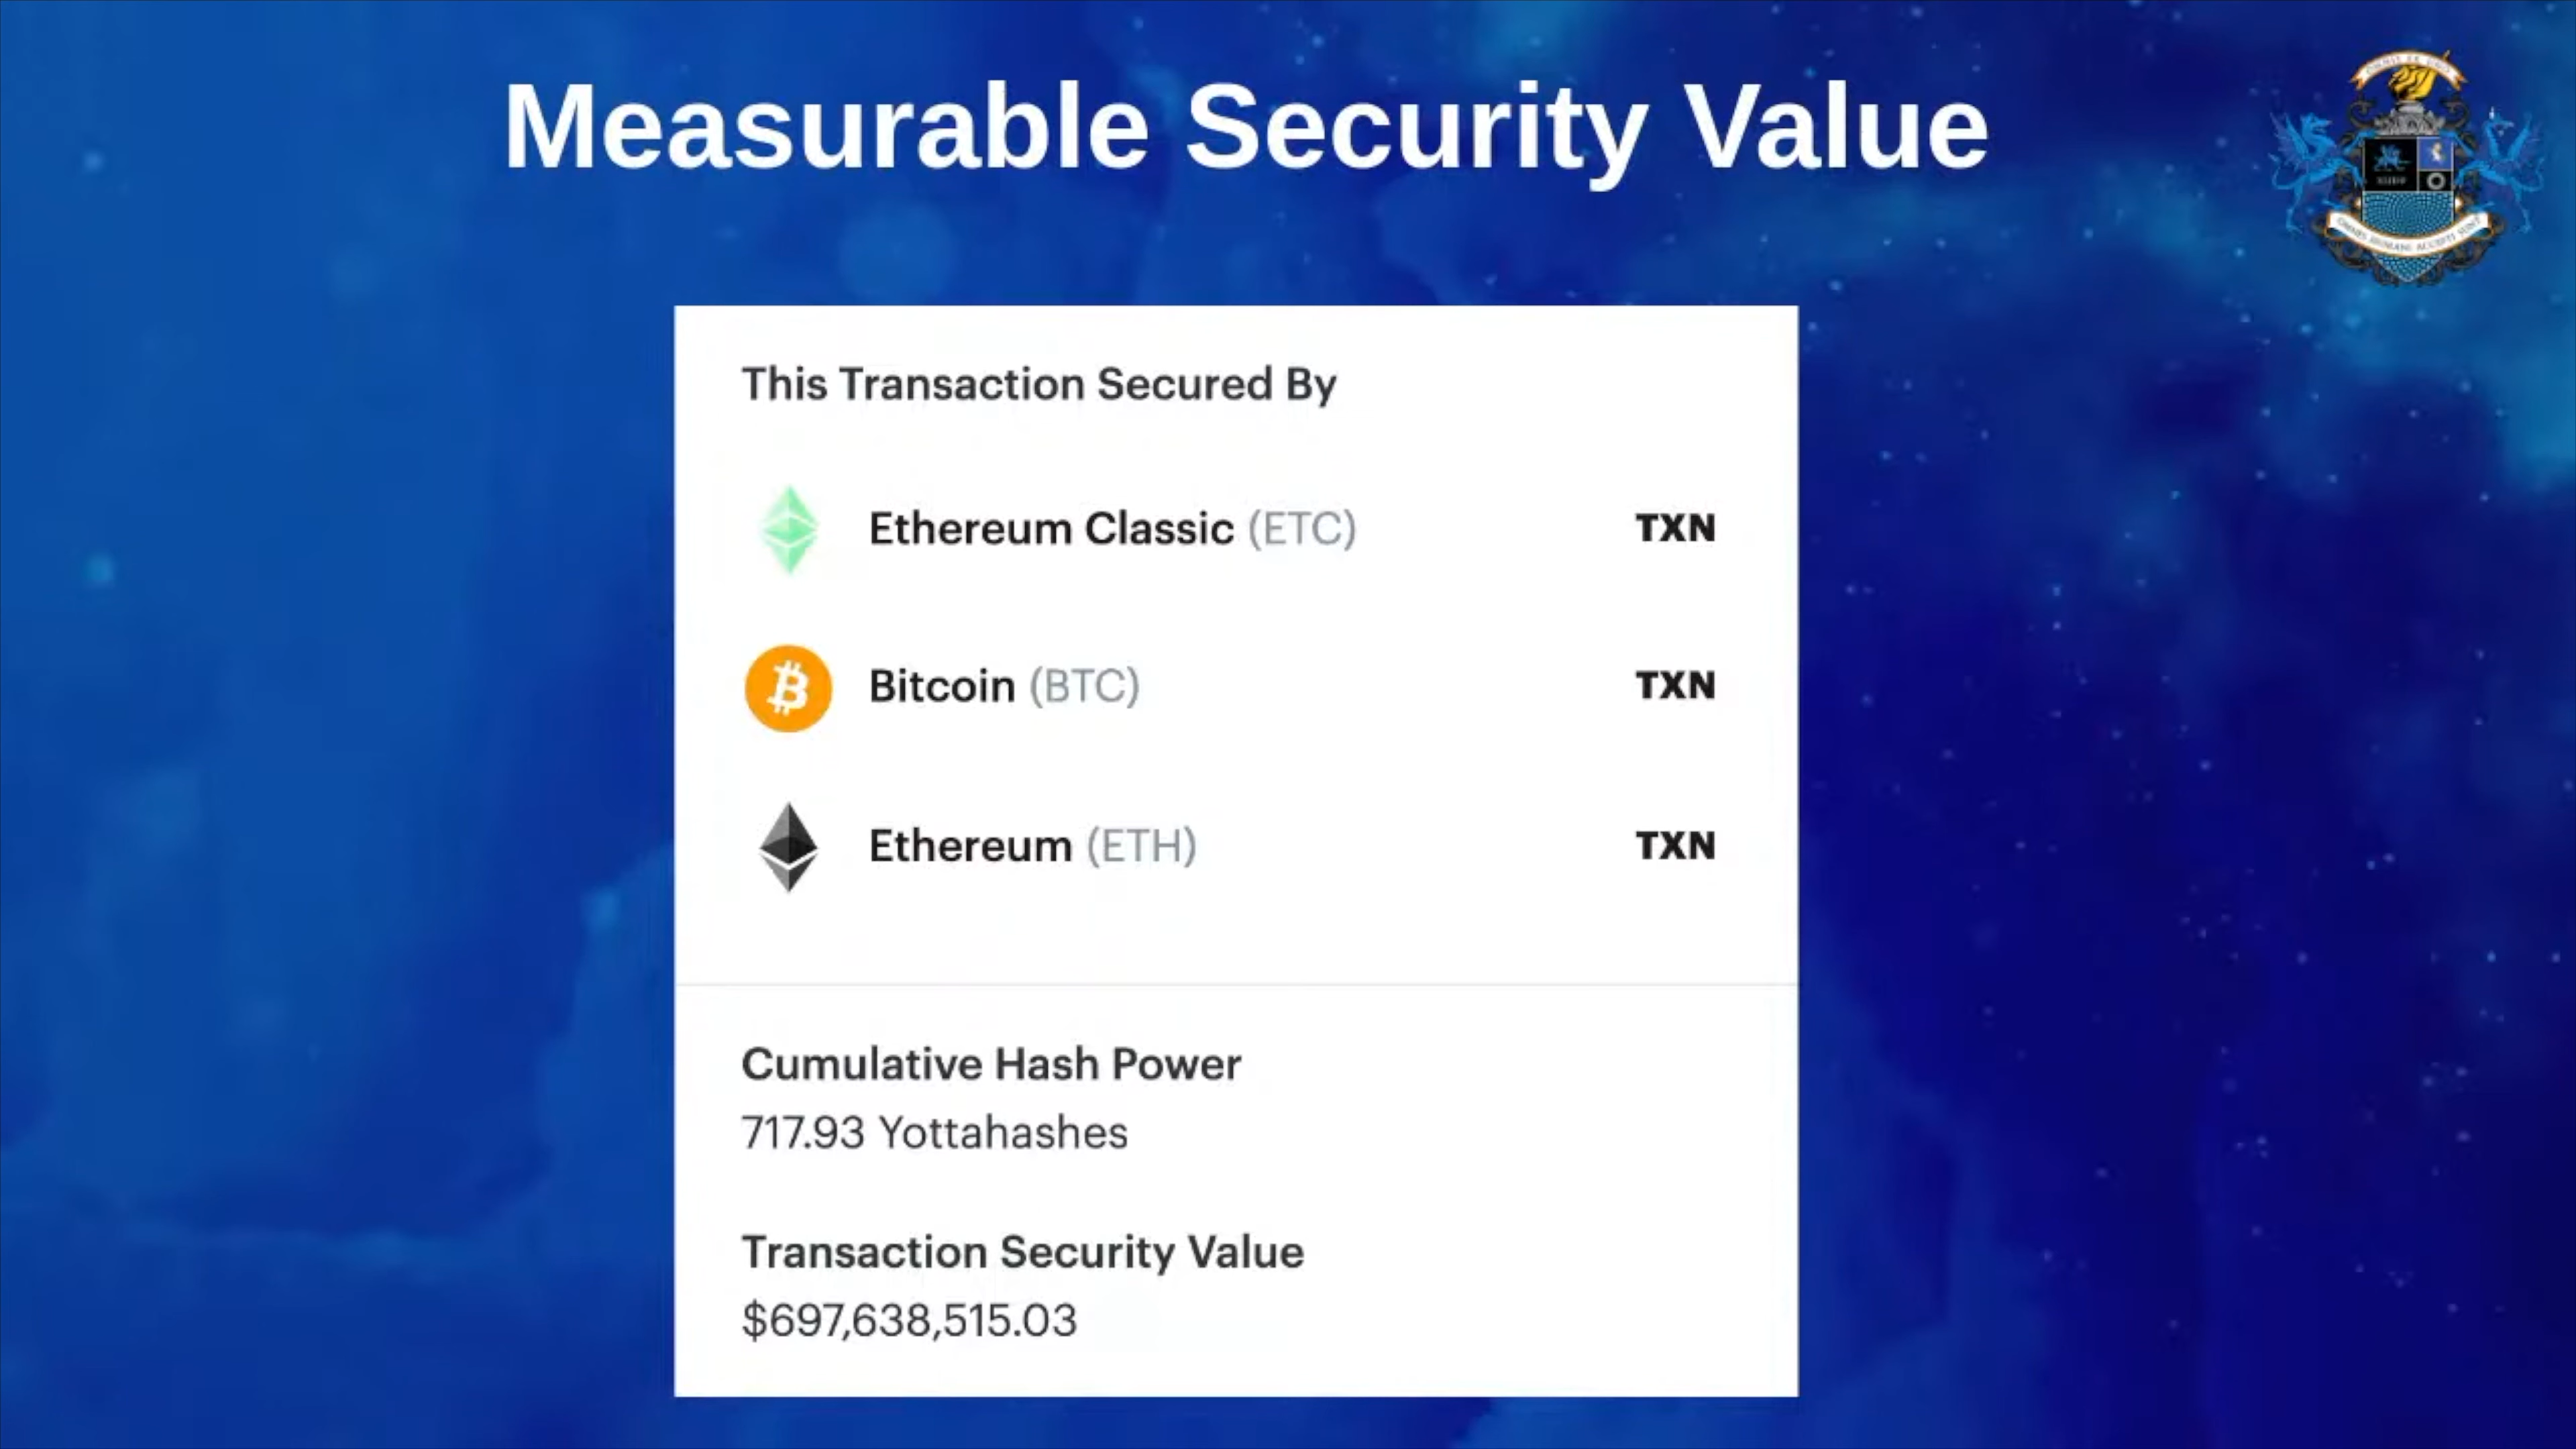 Measurable Security Value
This Transaction Secured By
Ethereum Classic (ETC) TXN
Bitcoin (BTC) TXN
Ethereum (ETH) TXN
Cumulative Hash Power
717.93 Yottahashes
Transaction Security Value
$697,638,515.03